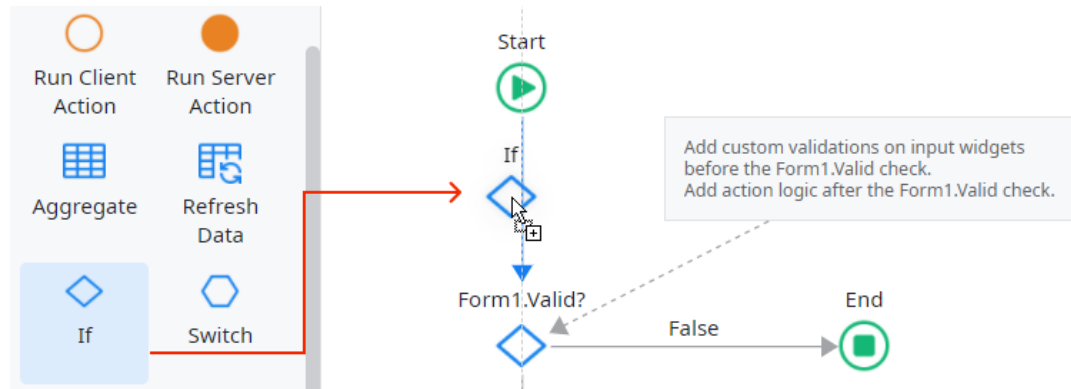 Run Client
Action
Run Server
Action
Aggregate
Refresh
Data
If
Switch
Start
If
Add custom validations on input widgets
before the Form1.Valid check.
Add action logic after the Form1.Valid check.
Form1.Valid?
False
End